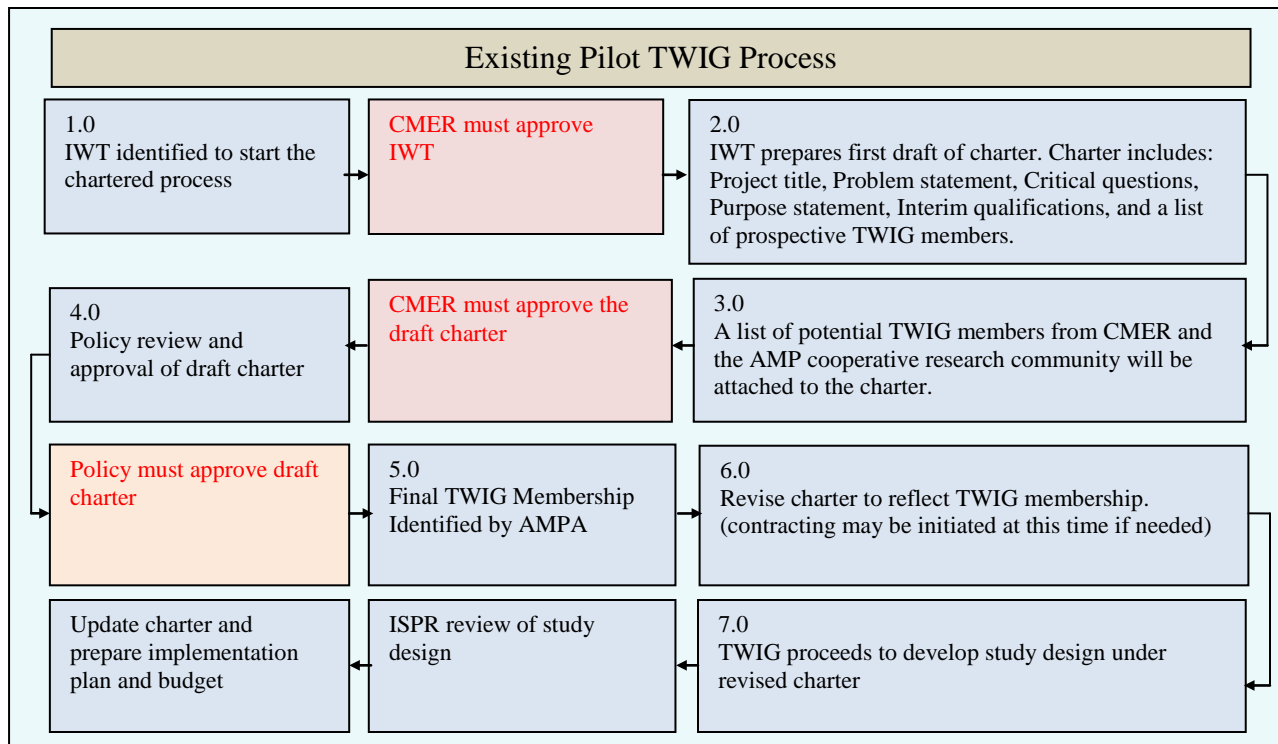 Existing Pilot TWIG Process
1.0
IWT identified to start the
chartered process
CMER must approve
IWT
2.0
IWT prepares first draft of charter. Charter includes:
Project title, Problem statement, Critical questions,
Purpose statement, Interim qualifications, and a list
of prospective TWIG members.
4.0
Policy review and
approval of draft charter
CMER must approve the
draft charter
3.0
A list of potential TWIG members from CMER and
the AMP cooperative research community will be
attached to the charter.
Policy must approve draft
charter
5.0
Final TWIG Membership
Identified by AMPA
6.0
Revise charter to reflect TWIG membership.
(contracting may be initiated at this time if needed)
Update charter and
prepare implementation
plan and budget
ISPR review of study
design
7.0
TWIG proceeds to develop study design under
revised charter